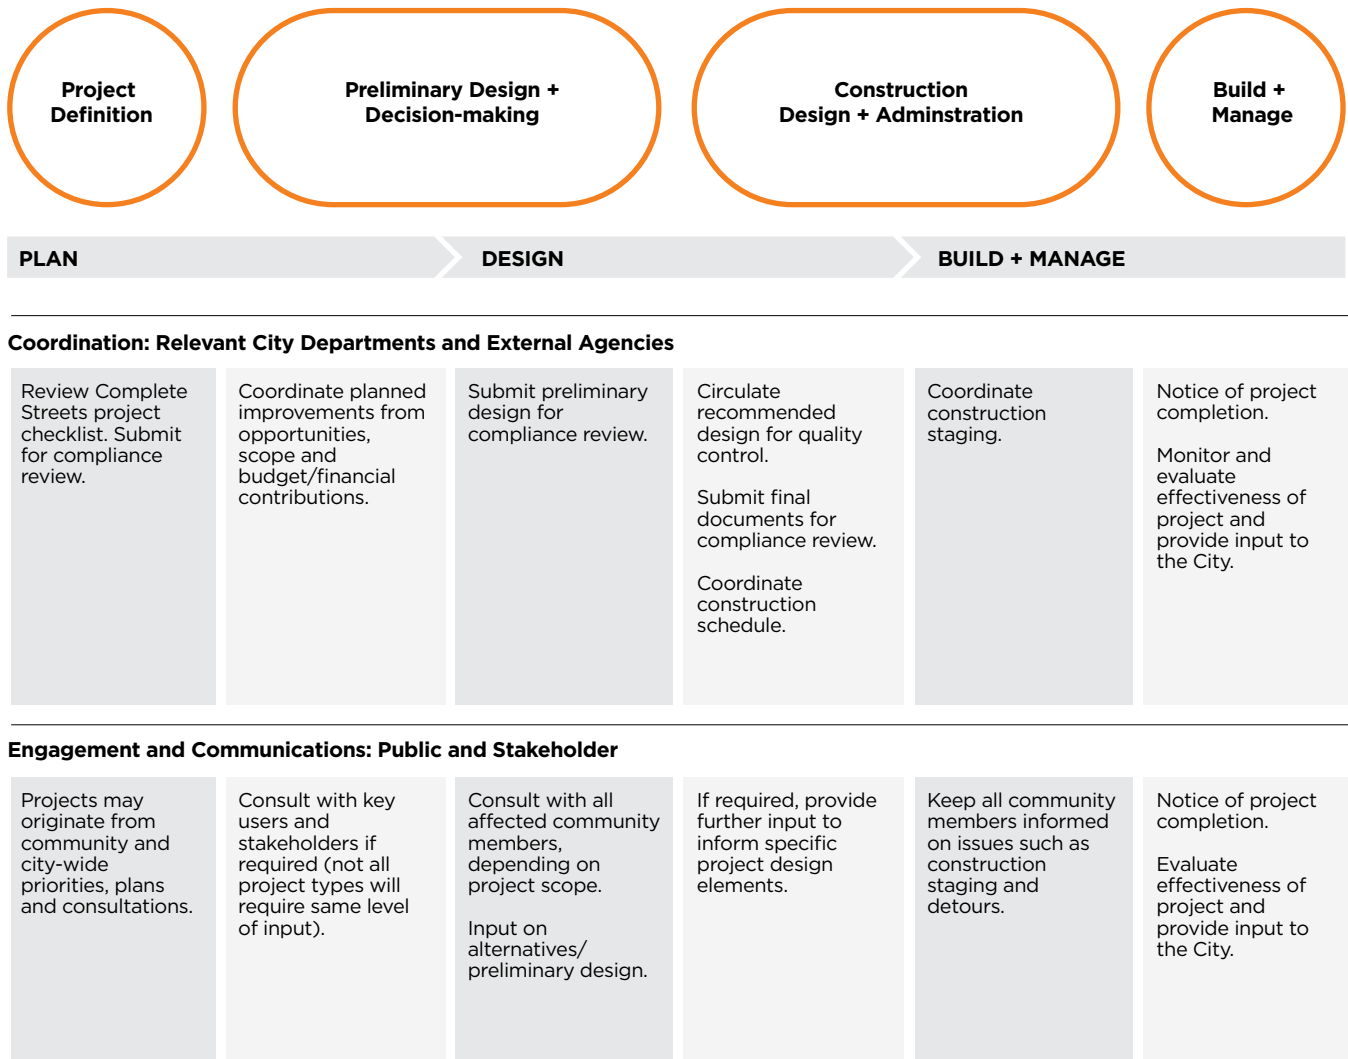 Project
Definition
Preliminary Design +
Decision-making
Construction
Design + Adminstration
Build +
Manage
PLAN
DESIGN
BUILD + MANAGE
Coordination: Relevant City Departments and External Agencies
Review Complete
Streets project
checklist. Submit
for compliance
review.
Coordinate planned
improvements from
opportunities,
scope and
budget/financial
contributions.
Submit preliminary
design for
compliance review.
Circulate
recommended
design for quality
control.
Submit final
documents for
compliance review.
Coordinate
construction
schedule.
Coordinate
construction
staging.
Notice of project
completion.
Monitor and
evaluate
effectiveness of
project and
provide input to
the City.
Engagement and Communications: Public and Stakeholder
Projects may
originate from
community and
city-wide
priorities, plans
and consultations.
Consult with key
users and
stakeholders if
required (not all
project types will
require same level
of input).
Consult with all
affected community
members,
depending on
project scope.
Input on
alternatives/
preliminary design.
If required, provide
further input to
inform specific
project design
elements.
Keep all community
members informed
on issues such as
construction
staging and
detours.
Notice of project
completion.
Evaluate
effectiveness of
project and
provide input to
the City.